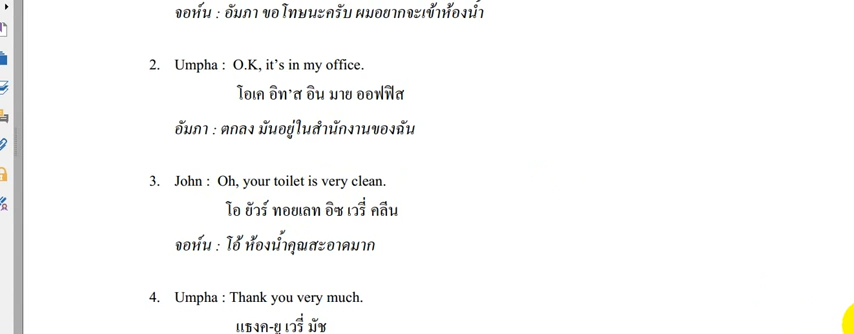 จอห์น : อัมภา ขอโทษนะครับ ผมอยากจะเข้าห้องน้ำ
2. Umpha : O.K, it’s in my office.
โอเค อิท’ส อิน มาย ออฟฟิส
อัมภา : ตกลง มันอยู่ในสำนักงานของฉัน
3. John : Oh, your toilet is very clean.
โอ ยัวร์ ทอยเลท อิซ เวรี่ คลีน
จอห์น : โอ้ ห้องน้ำคุณสะอาดมาก
4. Umpha : Thank you very much.
แธงค-ยู เวรี่ มัช